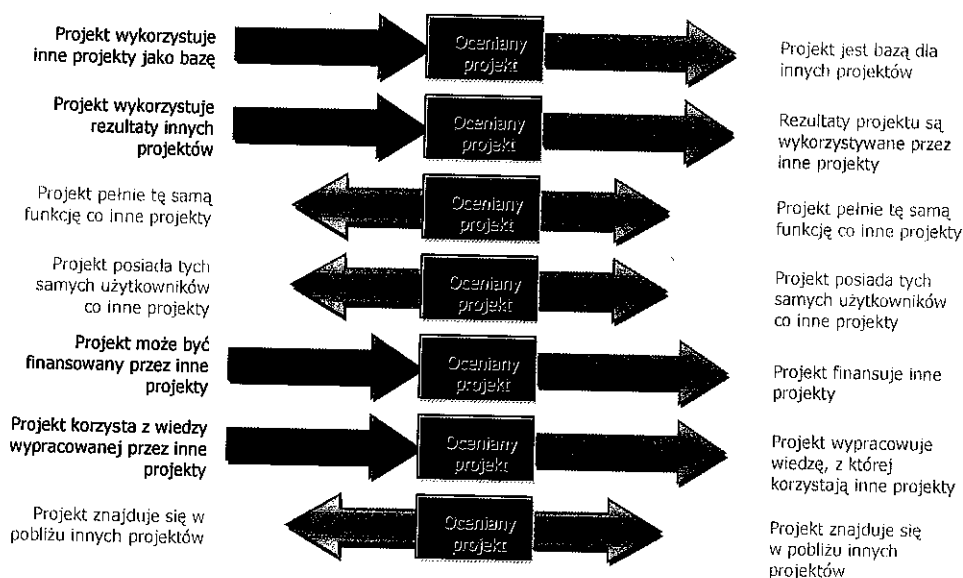 Projekt wykorzystuje
inne projekty jako bazę
Oceniany
projekt
Projekt jest bazą dla
innych projektów
Projekt wykorzystuje
rezultaty innych
projektów
Oceniany
projekt
Rezultaty projektu są
wykorzystywane przez
inne projekty
Projekt pełnie tę samą
funkcję co inne projekty
Oceniany
projekt
Projekt pełnie tę samą
funkcję co inne projekty
Projekt posiada tych
samych użytkowników
co inne projekty
Oceniany
projekt
Projekt posiada tych
samych użytkowników
co inne projekty
Projekt może być
finansowany przez inne
projekty
Oceniany
projekt
Projekt finansuje inne
projekty
Projekt korzysta z wiedzy
wypracowanej przez inne
projekty
Oceniany
projekt
Projekt wypracowuje
wiedzę, z której
korzystają inne projekty
Projekt znajduje się w
pobliżu innych projektów
Oceniany
projekt
Projekt znajduje się
w pobliżu innych
projektów